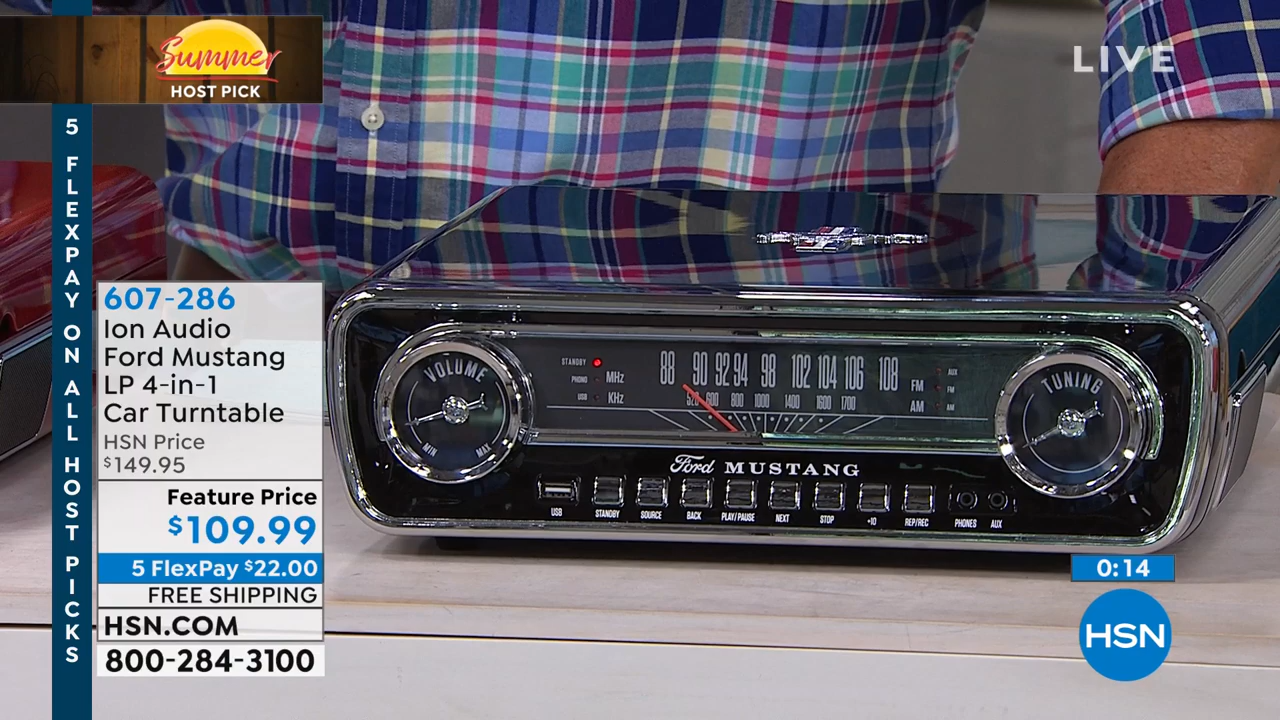 Summer
HOST PICK
LIVE
5 FLEXPAY ON ALL HOST PICKS
607-286
Ion Audio
Ford Mustang
LP 4-in-1
Car Turntable
HSN Price
$149.95
Feature Price
$109.99
5 FlexPay $22.00
FREE SHIPPING
HSN.COM
800-284-3100
VOLUME
MIN MAX
STANDBY
PHONO MHz
USB KHz
88 90 92 94 98 102 104 106 108
520 600 800 1000 1400 1600 1700
FM
AM
AUX
FM
AM
TUNING
Ford MUSTANG
USB STANDBY SOURCE BACK PLAY/PAUSE NEXT STOP +10 REP/REC PHONES AUX
0:14
HSN